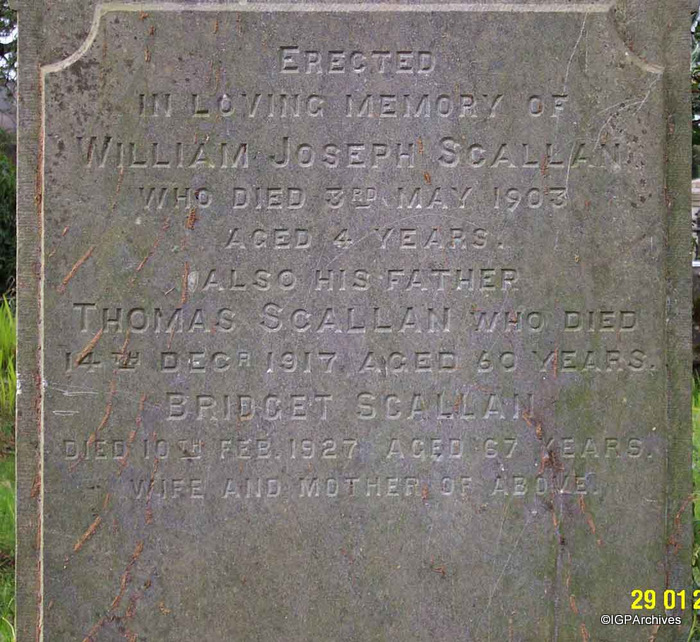 ERECTED
IN LOVING MEMORY OF
WILLIAM JOSEPH SCALLAN
WHO DIED 3RD MAY 1903
AGED 4 YEARS.
ALSO HIS FATHER
THOMAS SCALLAN WHO DIED
14TH DECR 1917 AGED 60 YEARS.
BRIDGET SCALLAN
DIED 10TH FEB. 1927 AGED 67 YEARS.
WIFE AND MOTHER OF ABOVE.
29 01 2
©IGPArchives